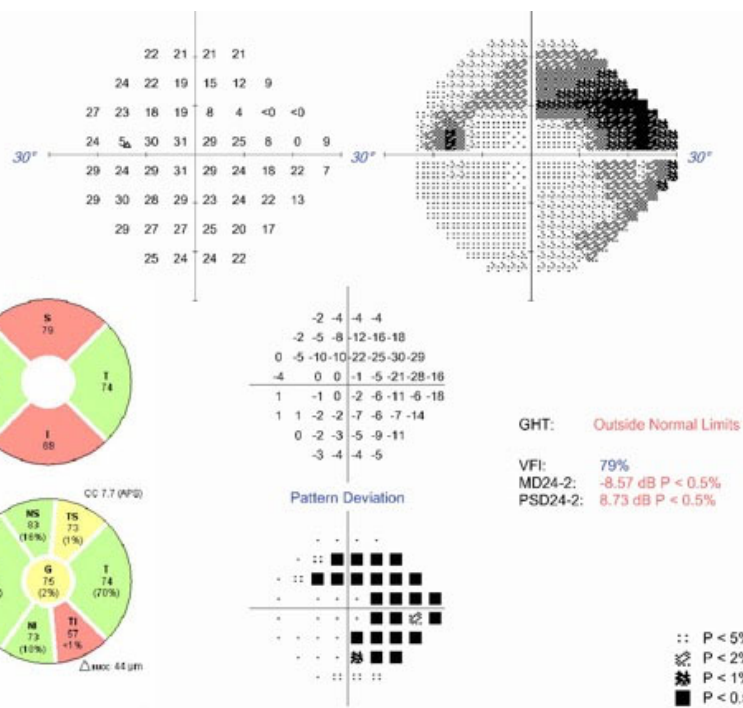 22 21 21 21
24 22 19 15 12 9
27 23 18 19 8 4 <0 <0
24 5 30 31 29 25 8 0 9
30° 30° 30°
29 24 29 31 29 24 18 22 7
29 30 28 29 23 24 22 13
29 27 27 25 20 17
25 24 24 22
S
79
T
74
I
68
-2 -4 -4 -4
-2 -5 -8 -12 -16 -18
0 -5 -10 -10 -22 -25 -30 -29
-4 0 0 -1 -5 -21 -28 -16
1 -1 0 -2 -6 -11 -6 -18
1 1 -2 -2 -7 -6 -7 -14
0 -2 -3 -5 -9 -11
-3 -4 -4 -5
GHT: Outside Normal Limits
VFI: 79%
MD24-2: -8.57 dB P < 0.5%
PSD24-2: 8.73 dB P < 0.5%
Pattern Deviation
CC 7.7 (APS)
NS
83
(16%)
TS
73
(1%)
G
75
(2%)
T
74
(70%)
NI
73
(18%)
TI
57
<1%
44 µm
P < 5%
P < 2%
P < 1%
P < 0.